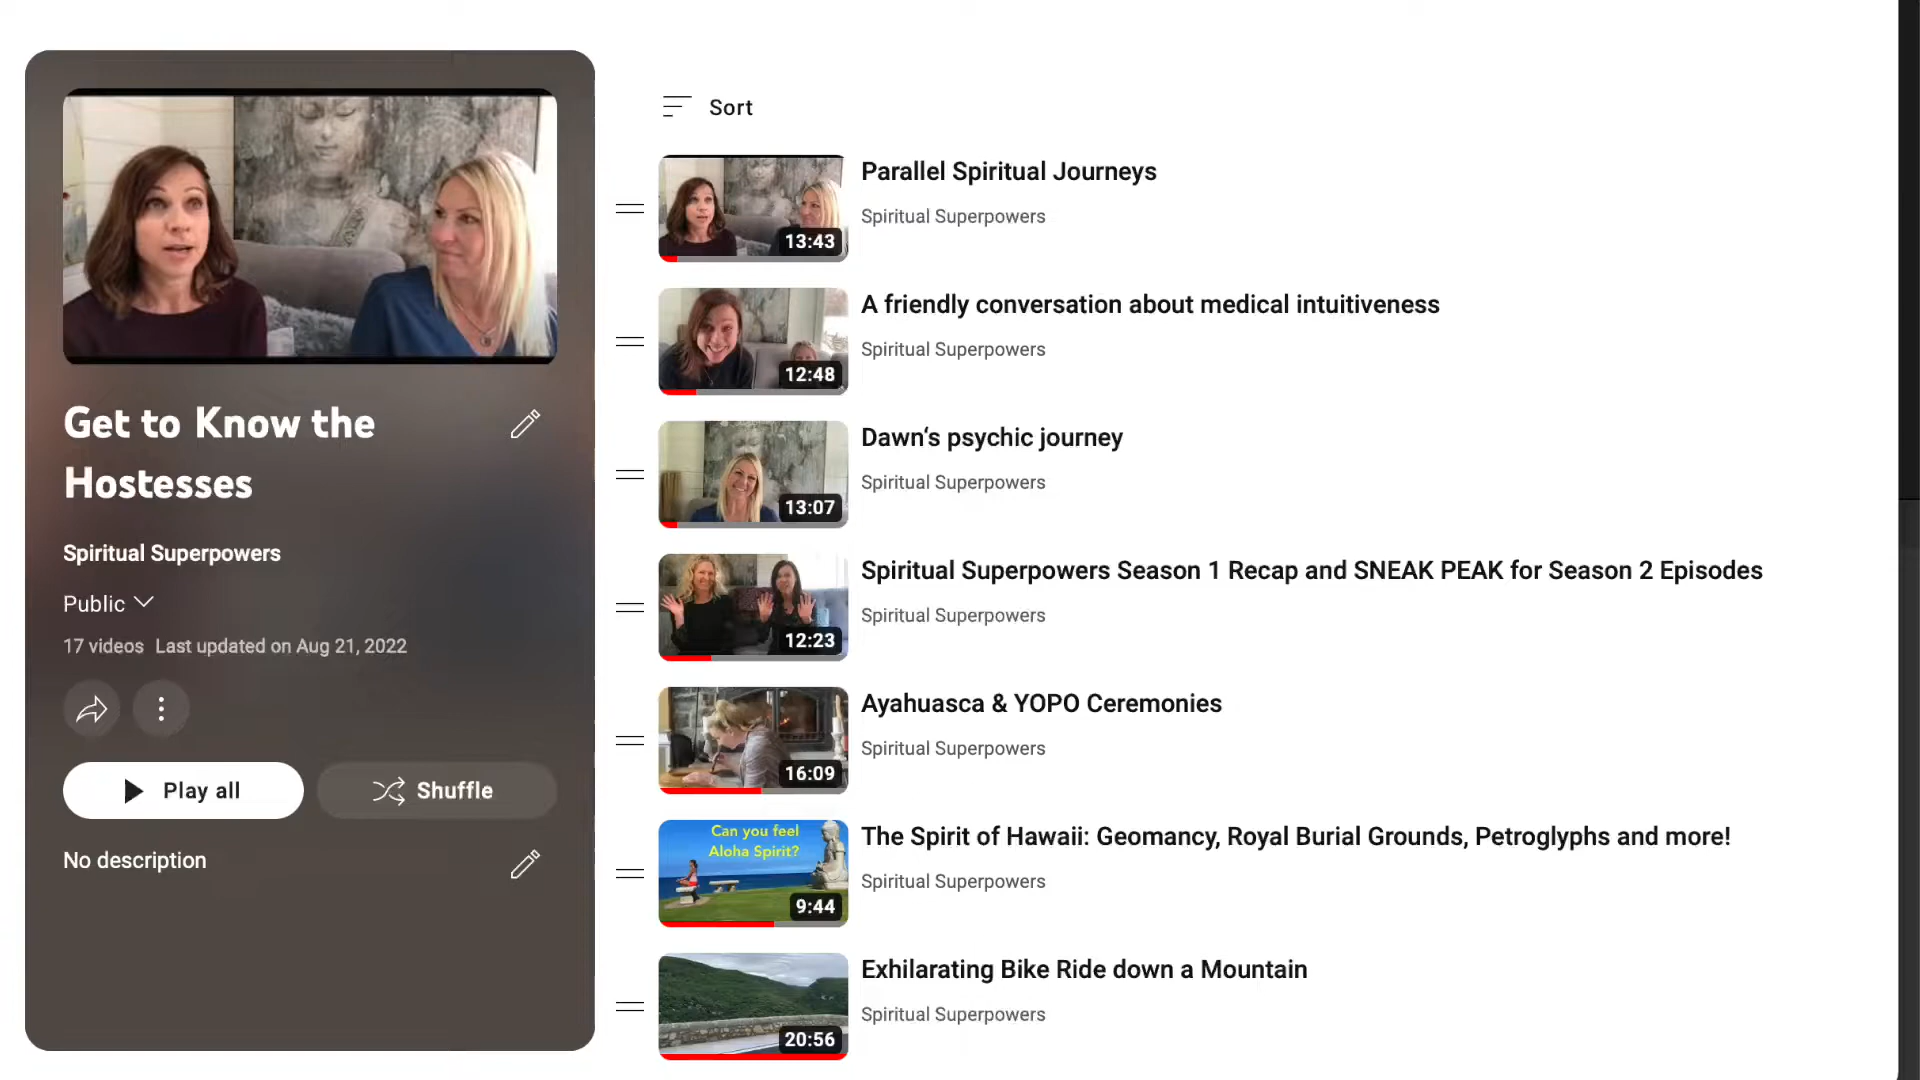 Get to Know the
Hostesses
Spiritual Superpowers
Public
17 videos Last updated on Aug 21, 2022
Play all
Shuffle
No description
Sort
13:43
Parallel Spiritual Journeys
Spiritual Superpowers
12:48
A friendly conversation about medical intuitiveness
Spiritual Superpowers
13:07
Dawn‘s psychic journey
Spiritual Superpowers
12:23
Spiritual Superpowers Season 1 Recap and SNEAK PEAK for Season 2 Episodes
Spiritual Superpowers
16:09
Ayahuasca & YOPO Ceremonies
Spiritual Superpowers
Can you feel
Aloha Spirit?
9:44
The Spirit of Hawaii: Geomancy, Royal Burial Grounds, Petroglyphs and more!
Spiritual Superpowers
20:56
Exhilarating Bike Ride down a Mountain
Spiritual Superpowers